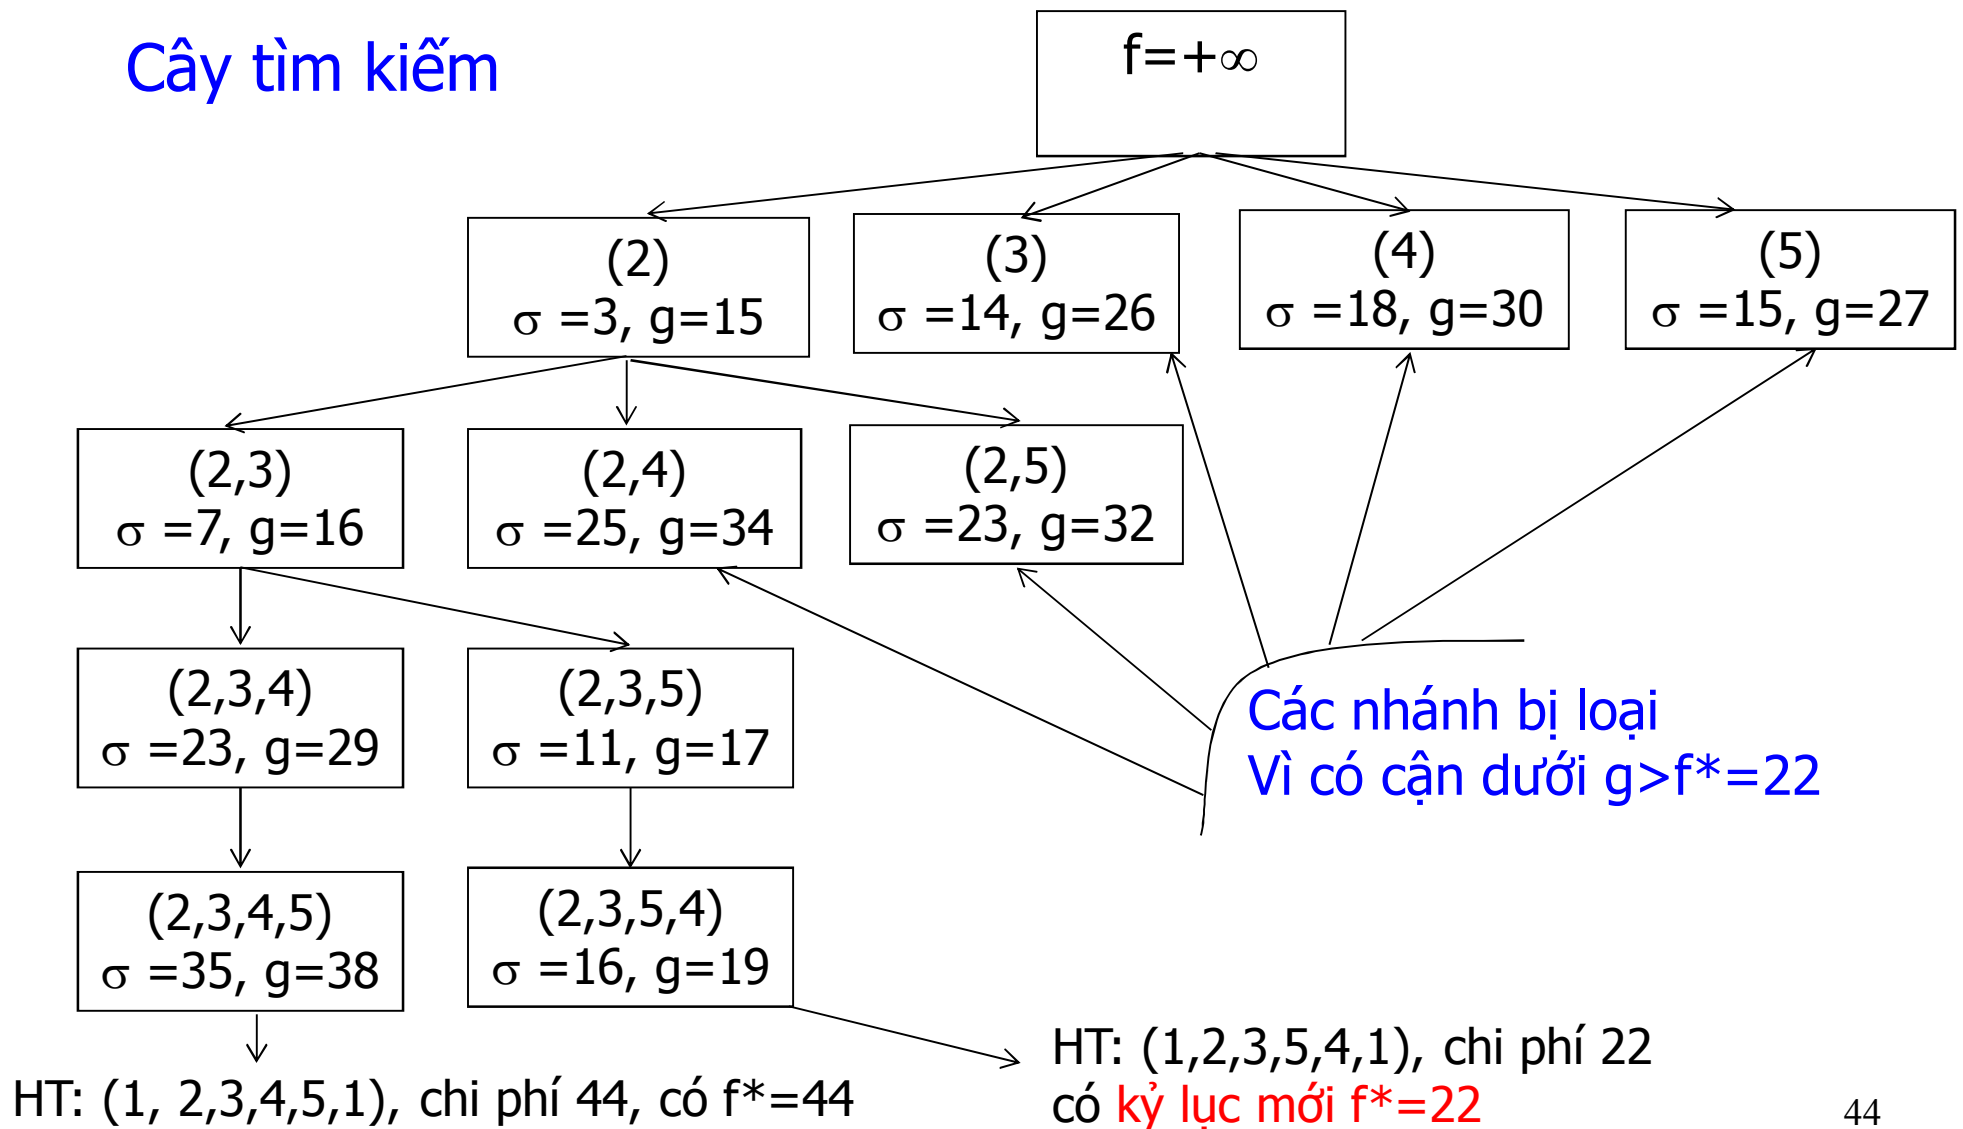 Cây tìm kiếm
f=+∞
(2)
σ =3, g=15
(3)
σ =14, g=26
(4)
σ =18, g=30
(5)
σ =15, g=27
(2,3)
σ =7, g=16
(2,4)
σ =25, g=34
(2,5)
σ =23, g=32
(2,3,4)
σ =23, g=29
(2,3,5)
σ =11, g=17
Các nhánh bị loại
Vì có cận dưới g>f*=22
(2,3,4,5)
σ =35, g=38
(2,3,5,4)
σ =16, g=19
HT: (1, 2,3,4,5,1), chi phí 44, có f*=44
HT: (1,2,3,5,4,1), chi phí 22
có kỷ lục mới f*=22
44